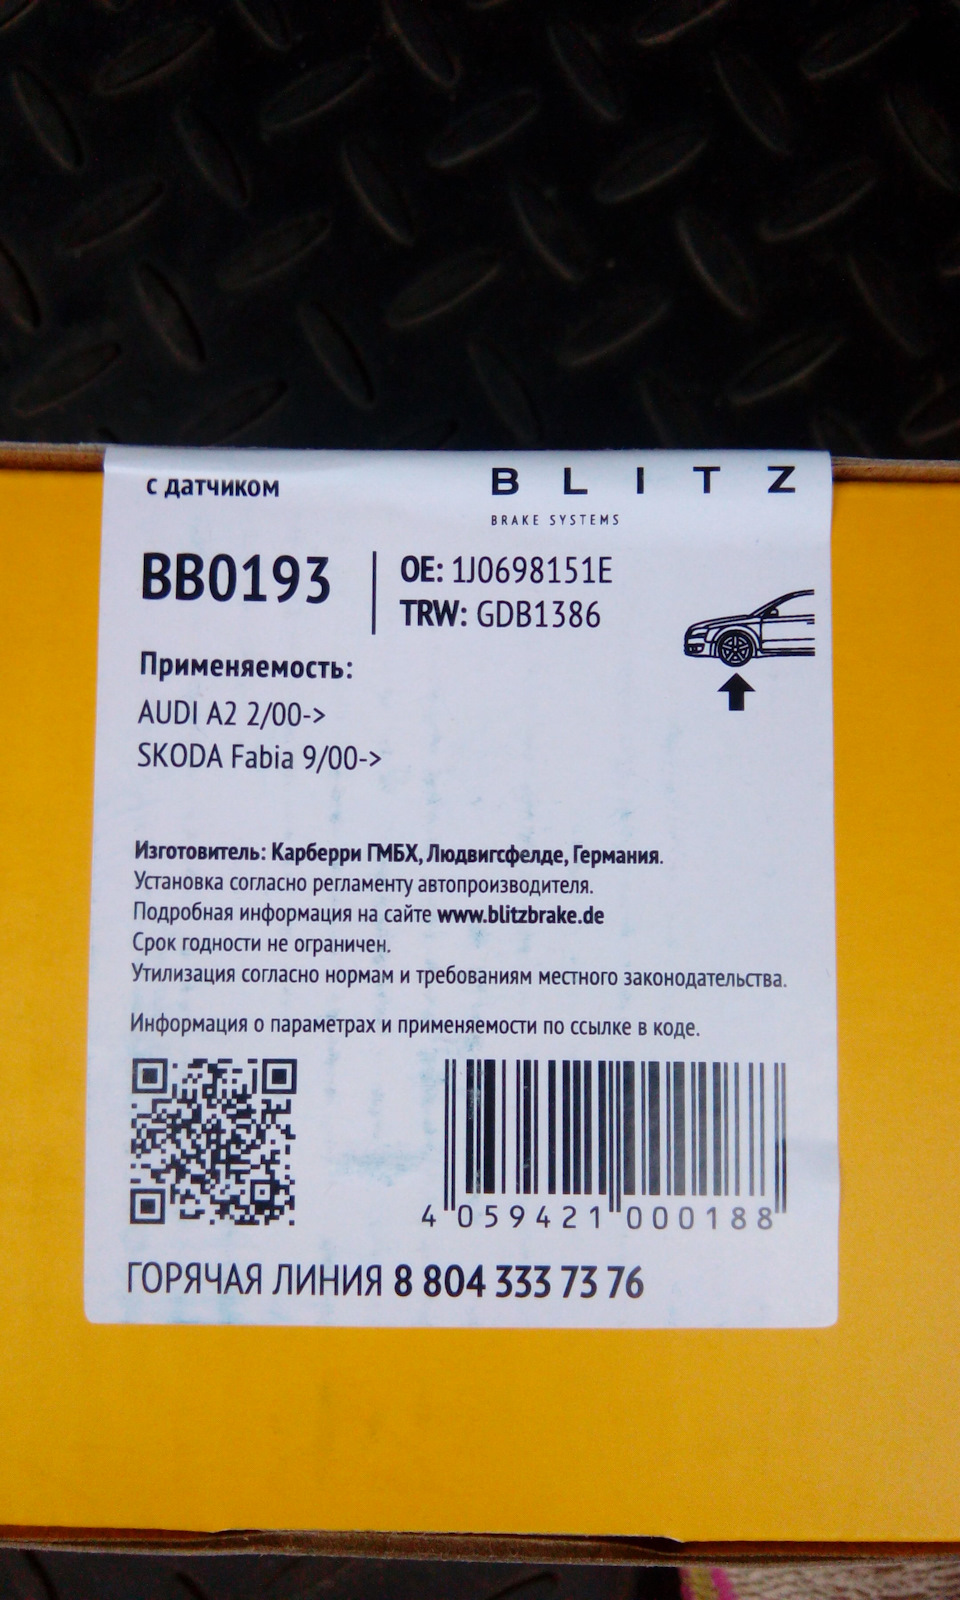 с датчиком
BLITZ
BRAKE SYSTEMS
BB0193
OE: 1J0698151E
TRW: GDB1386
Применяемость:
AUDI A2 2/00->
SKODA Fabia 9/00->
Изготовитель: Карберри ГМБХ, Людвигсфелде, Германия.
Установка согласно регламенту автопроизводителя.
Подробная информация на сайте www.blitzbrake.de
Срок годности не ограничен.
Утилизация согласно нормам и требованиям местного законодательства.
Информация о параметрах и применяемости по ссылке в коде.
4 059421 000188
ГОРЯЧАЯ ЛИНИЯ 8 804 333 73 76